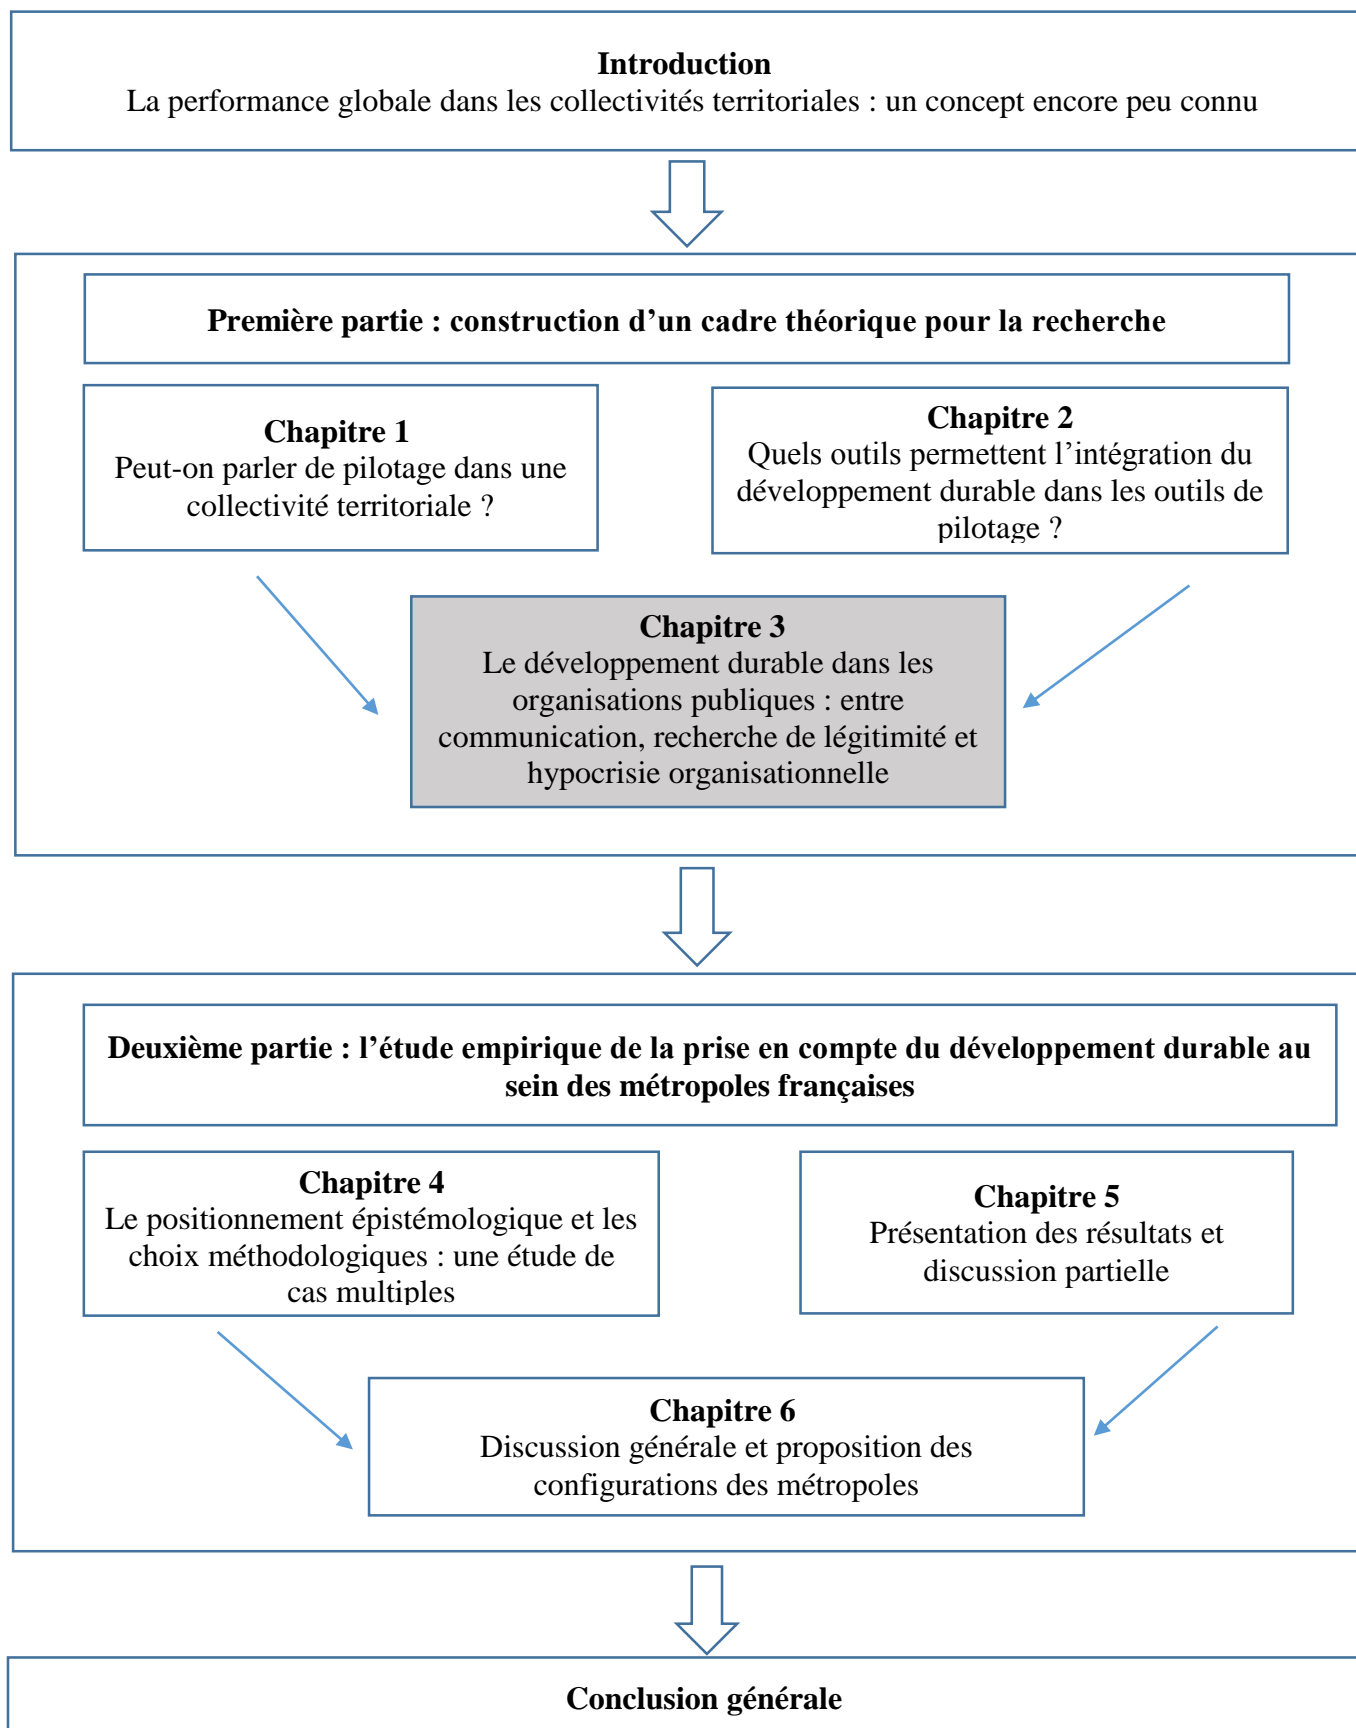 Introduction
La performance globale dans les collectivités territoriales : un concept encore peu connu
Première partie : construction d’un cadre théorique pour la recherche
Chapitre 1
Peut-on parler de pilotage dans une
collectivité territoriale ?
Chapitre 2
Quels outils permettent l’intégration du
développement durable dans les outils de
pilotage ?
Chapitre 3
Le développement durable dans les
organisations publiques : entre
communication, recherche de légitimité et
hypocrisie organisationnelle
Deuxième partie : l’étude empirique de la prise en compte du développement durable au
sein des métropoles françaises
Chapitre 4
Le positionnement épistémologique et les
choix méthodologiques : une étude de
cas multiples
Chapitre 5
Présentation des résultats et
discussion partielle
Chapitre 6
Discussion générale et proposition des
configurations des métropoles
Conclusion générale